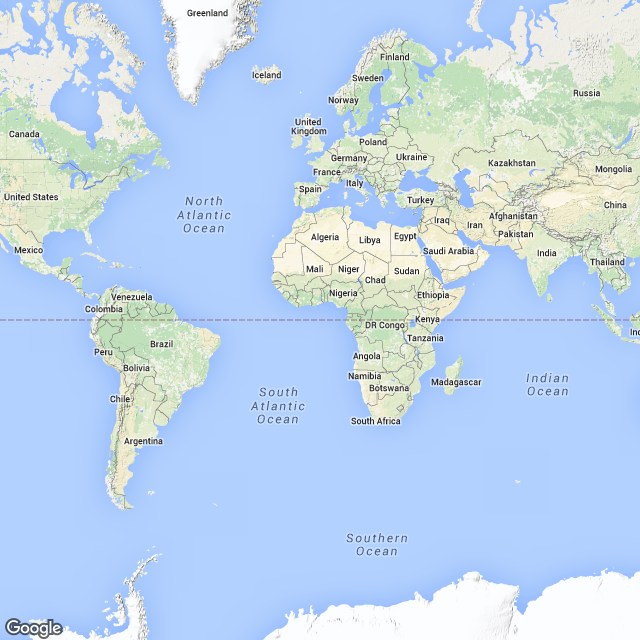 Greenland
Iceland
Finland
Sweden
Russia
Norway
Canada
United
Kingdom
Poland
Germany
Ukraine
Kazakhstan
Mongolia
France
Italy
Spain
United States
Turkey
China
North
Atlantic
Ocean
Afghanistan
Iraq
Iran
Pakistan
Algeria
Libya
Egypt
Mexico
Saudi Arabia
India
Thailand
Mali
Niger
Chad
Sudan
Venezuela
Nigeria
Ethiopia
Colombia
Kenya
DR Congo
In
Tanzania
Brazil
Peru
Angola
Bolivia
Namibia
Botswana
Madagascar
Indian
Ocean
Chile
South
Atlantic
Ocean
South Africa
Argentina
Southern
Ocean
Google